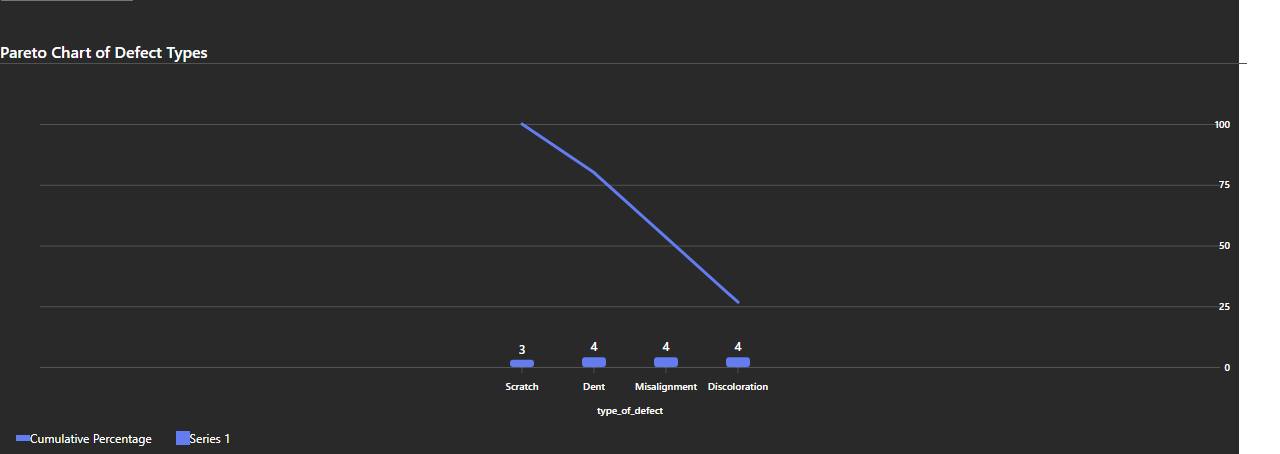 Pareto Chart of Defect Types
100
75
50
25
0
3 4 4 4
Scratch Dent Misalignment Discoloration
type_of_defect
Cumulative Percentage Series 1